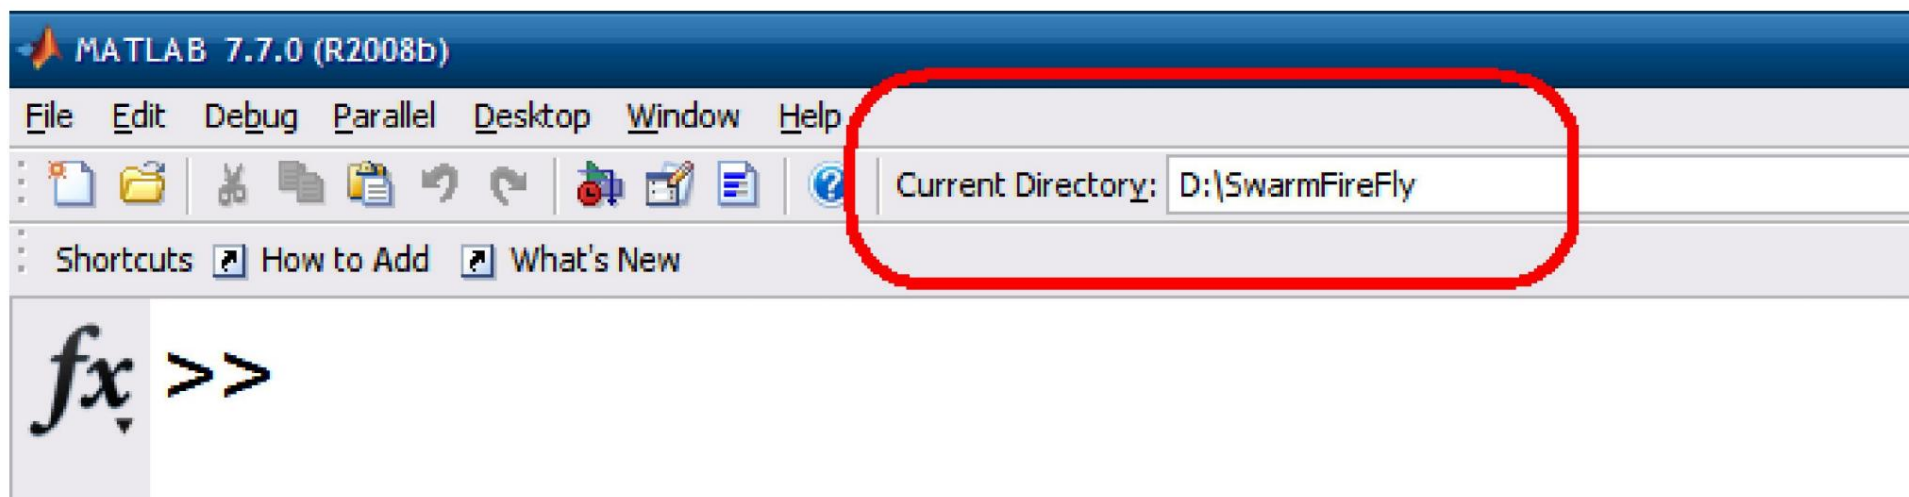 MATLAB 7.7.0 (R2008b)
File Edit Debug Parallel Desktop Window Help
Current Directory: D:\SwarmFireFly
Shortcuts How to Add What's New
fx >>